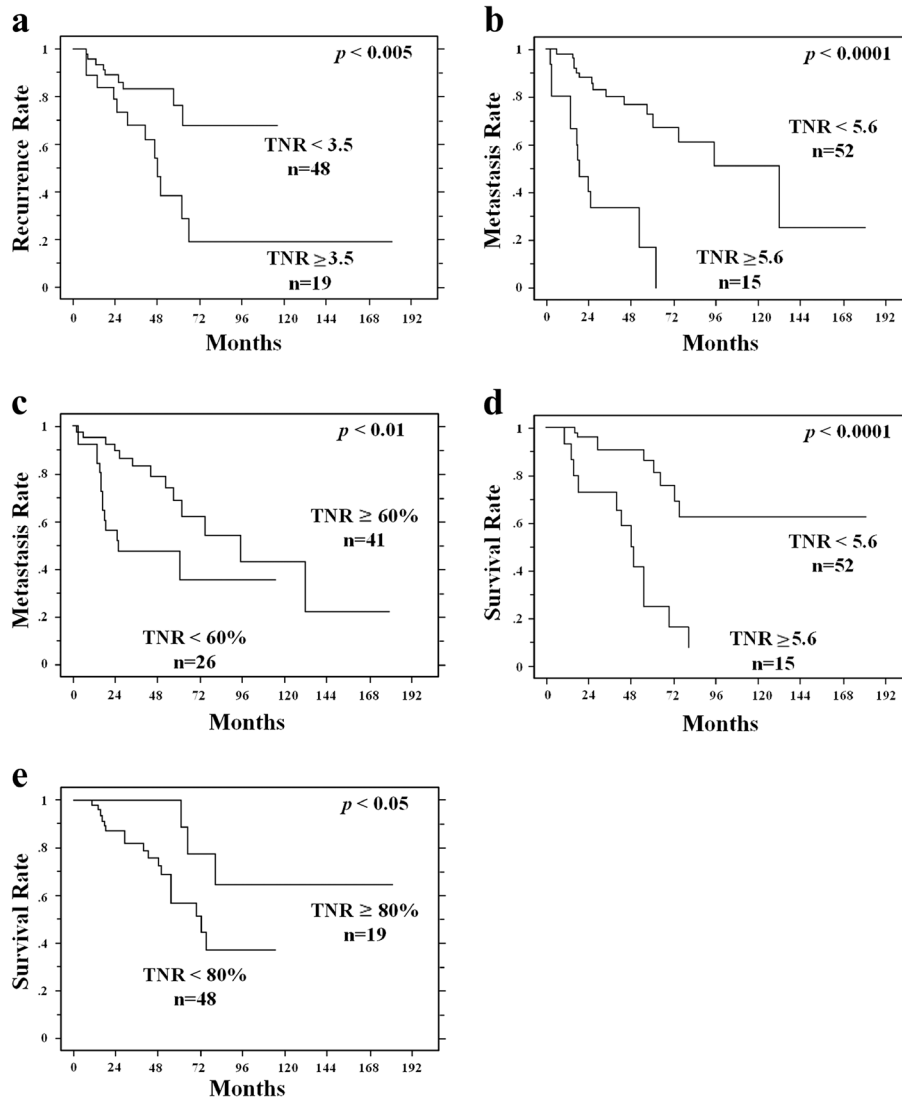 a
p < 0.005
Recurrence Rate
1
.8
.6
.4
.2
0
TNR < 3.5
n=48
TNR ≥3.5
n=19
0 24 48 72 96 120 144 168 192
Months
b
p < 0.0001
Metastasis Rate
1
.8
.6
.4
.2
0
TNR < 5.6
n=52
TNR ≥5.6
n=15
0 24 48 72 96 120 144 168 192
Months
c
p < 0.01
Metastasis Rate
1
.8
.6
.4
.2
0
TNR ≥ 60%
n=41
TNR < 60%
n=26
0 24 48 72 96 120 144 168 192
Months
d
p < 0.0001
Survival Rate
1
.8
.6
.4
.2
0
TNR < 5.6
n=52
TNR ≥5.6
n=15
0 24 48 72 96 120 144 168 192
Months
e
p < 0.05
Survival Rate
1
.8
.6
.4
.2
0
TNR ≥ 80%
n=19
TNR < 80%
n=48
0 24 48 72 96 120 144 168 192
Months